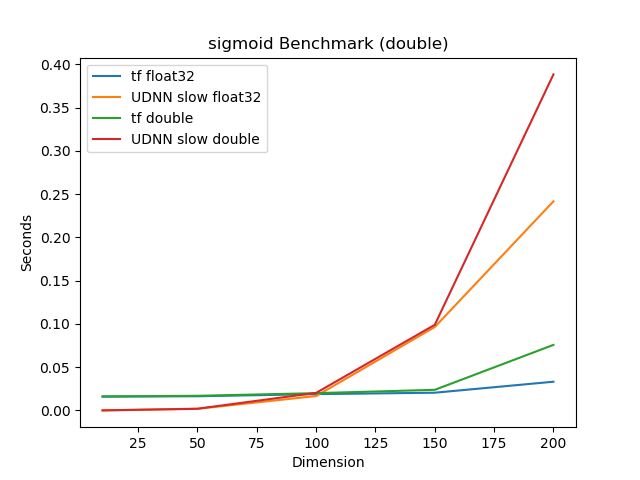 sigmoid Benchmark (double)
tf float32
UDNN slow float32
tf double
UDNN slow double
0.40
0.35
0.30
0.25
0.20
0.15
0.10
0.05
0.00
Seconds
25 50 75 100 125 150 175 200
Dimension